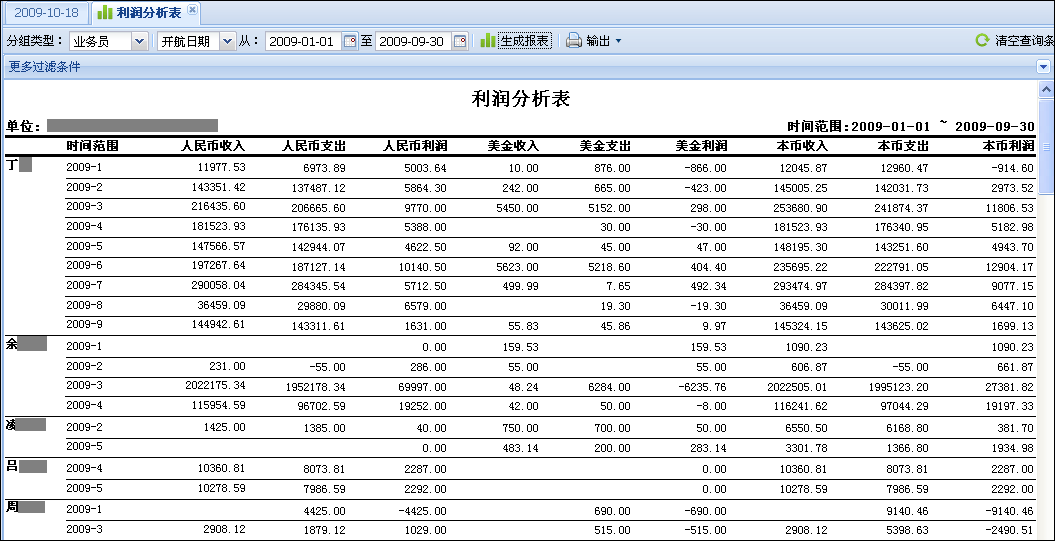 2009-10-18 利润分析表
分组类型： 业务员 开航日期 从： 2009-01-01 至 2009-09-30 生成报表 输出 清空查询条
更多过滤条件
利润分析表
单位： 时间范围:2009-01-01 ~ 2009-09-30
时间范围 人民币收入 人民币支出 人民币利润 美金收入 美金支出 美金利润 本币收入 本币支出 本币利润
丁 2009-1 11977.53 6973.89 5003.64 10.00 876.00 -866.00 12045.87 12960.47 -914.60
2009-2 143351.42 137487.12 5864.30 242.00 665.00 -423.00 145005.25 142031.73 2973.52
2009-3 216435.60 206665.60 9770.00 5450.00 5152.00 298.00 253680.90 241874.37 11806.53
2009-4 181523.93 176135.93 5388.00 30.00 -30.00 181523.93 176340.95 5182.98
2009-5 147566.57 142944.07 4622.50 92.00 45.00 47.00 148195.30 143251.60 4943.70
2009-6 197267.64 187127.14 10140.50 5623.00 5218.60 404.40 235695.22 222791.05 12904.17
2009-7 290058.04 284345.54 5712.50 499.99 7.65 492.34 293474.97 284397.82 9077.15
2009-8 36459.09 29880.09 6579.00 19.30 -19.30 36459.09 30011.99 6447.10
2009-9 144942.61 143311.61 1631.00 55.83 45.86 9.97 145324.15 143625.02 1699.13
余 2009-1 0.00 159.53 159.53 1090.23 1090.23
2009-2 231.00 -55.00 286.00 55.00 55.00 606.87 -55.00 661.87
2009-3 2022175.34 1952178.34 69997.00 48.24 6284.00 -6235.76 2022505.01 1995123.20 27381.82
2009-4 115954.59 96702.59 19252.00 42.00 50.00 -8.00 116241.62 97044.29 19197.33
凌 2009-2 1425.00 1385.00 40.00 750.00 700.00 50.00 6550.50 6168.80 381.70
2009-5 0.00 483.14 200.00 283.14 3301.78 1366.80 1934.98
吕 2009-4 10360.81 8073.81 2287.00 0.00 10360.81 8073.81 2287.00
2009-5 10278.59 7986.59 2292.00 0.00 10278.59 7986.59 2292.00
周 2009-1 4425.00 -4425.00 690.00 -690.00 9140.46 -9140.46
2009-3 2908.12 1879.12 1029.00 515.00 -515.00 2908.12 5398.63 -2490.51